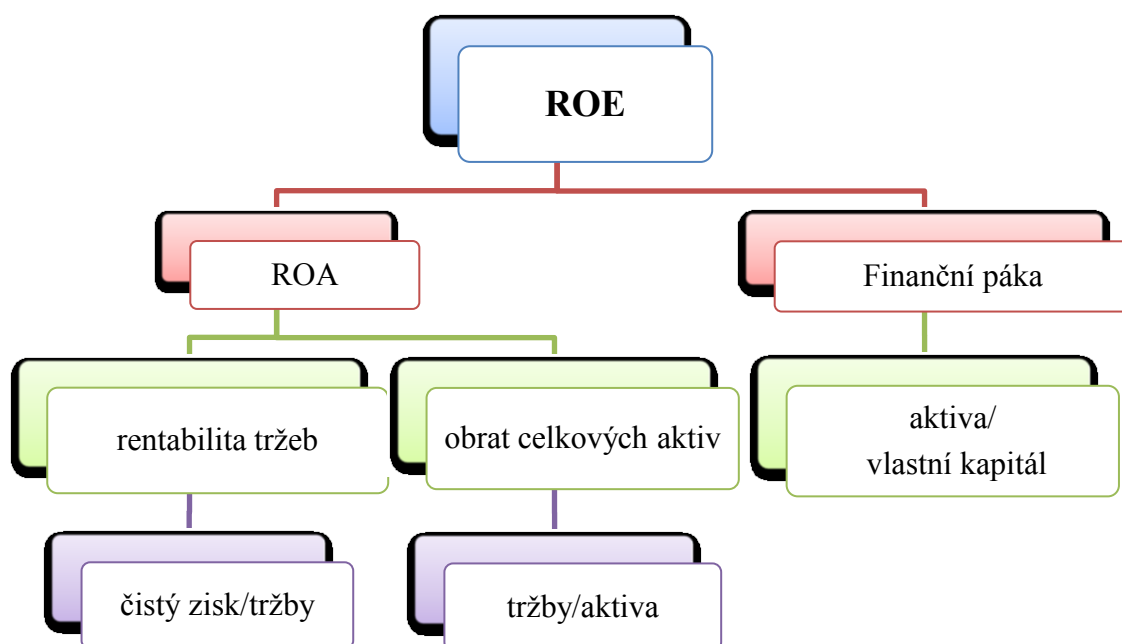 ROE
ROA
Finanční páka
rentabilita tržeb
obrat celkových aktiv
aktiva/
vlastní kapitál
čistý zisk/tržby
tržby/aktiva